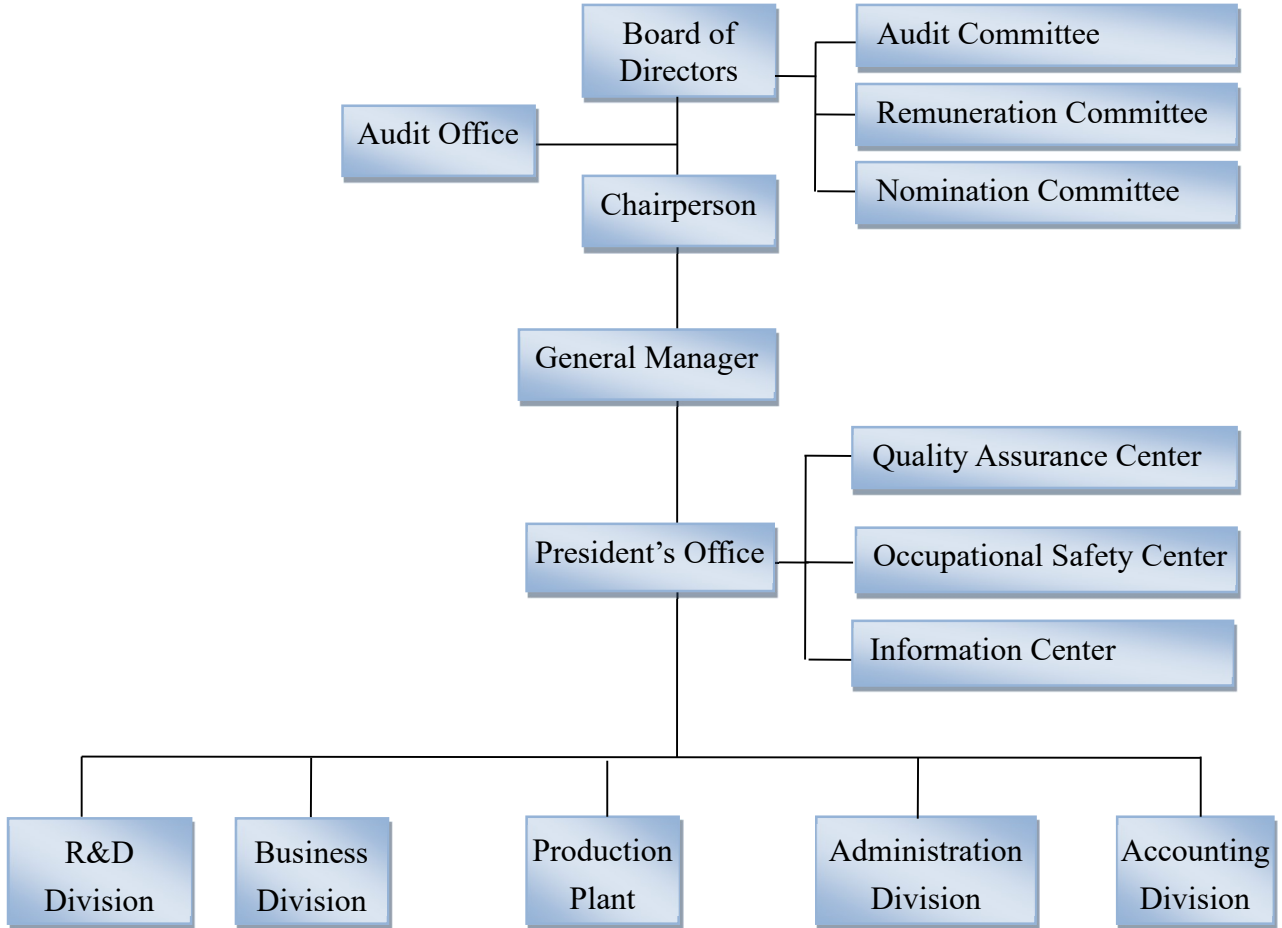 Board of
Directors
Audit Committee
Remuneration Committee
Nomination Committee
Audit Office
Chairperson
General Manager
Quality Assurance Center
President’s Office
Occupational Safety Center
Information Center
R&D
Division
Business
Division
Production
Plant
Administration
Division
Accounting
Division